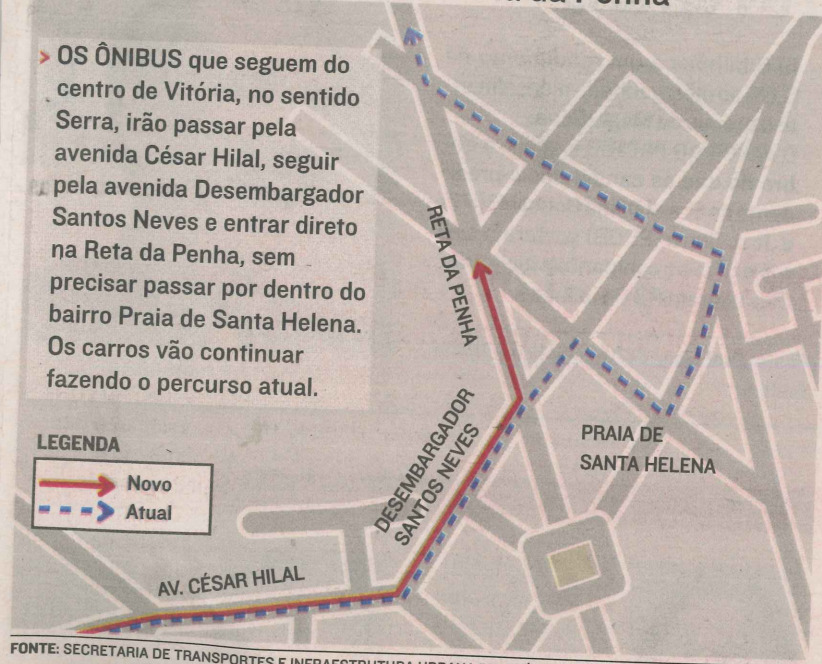 da Penha
> OS ÔNIBUS que seguem do
centro de Vitória, no sentido
Serra, irão passar pela
avenida César Hilal, seguir
pela avenida Desembargador
Santos Neves e entrar direto
na Reta da Penha, sem
precisar passar por dentro do
bairro Praia de Santa Helena.
Os carros vão continuar
fazendo o percurso atual.
RETA DA PENHA
DESEMBARGADOR
SANTOS NEVES
PRAIA DE
SANTA HELENA
LEGENDA
Novo
Atual
AV. CÉSAR HILAL
FONTE: SECRETARIA DE TRANSPORTES E INFRAESTRUTURA